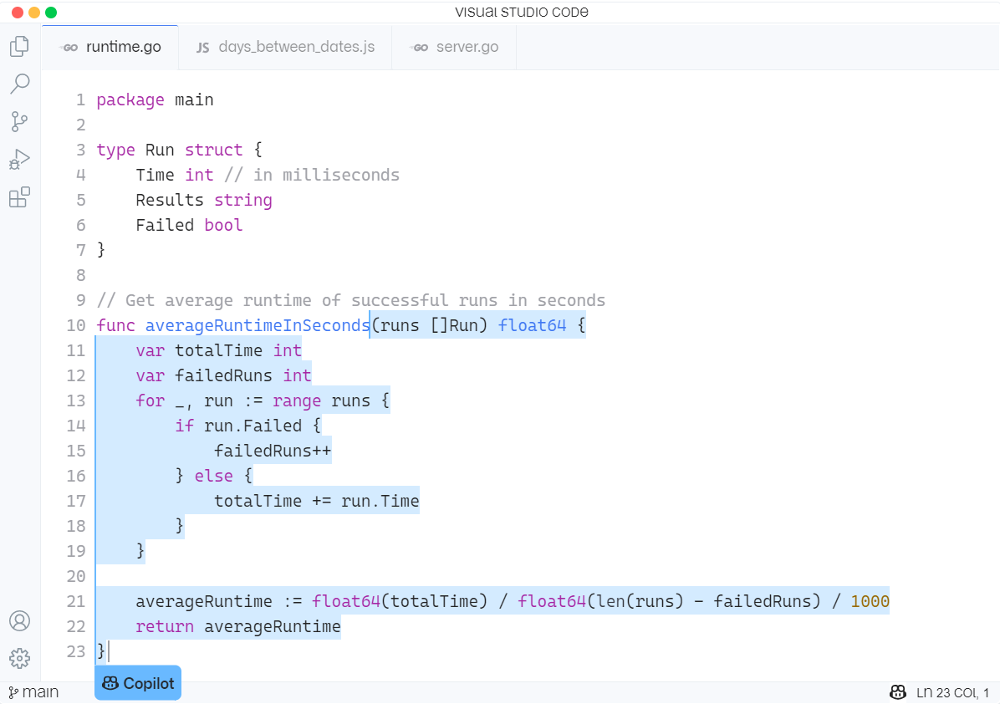 Visual Studio Code
GO runtime.go
JS days_between_dates.js
GO server.go
1 package main
2
3 type Run struct {
4     Time int // in milliseconds
5     Results string
6     Failed bool
7 }
8
9 // Get average runtime of successful runs in seconds
10 func averageRuntimeInSeconds(runs []Run) float64 {
11     var totalTime int
12     var failedRuns int
13     for _, run := range runs {
14         if run.Failed {
15             failedRuns++
16         } else {
17             totalTime += run.Time
18         }
19     }
20
21     averageRuntime := float64(totalTime) / float64(len(runs) - failedRuns) / 1000
22     return averageRuntime
23 }
Copilot
main
Ln 23 Col, 1